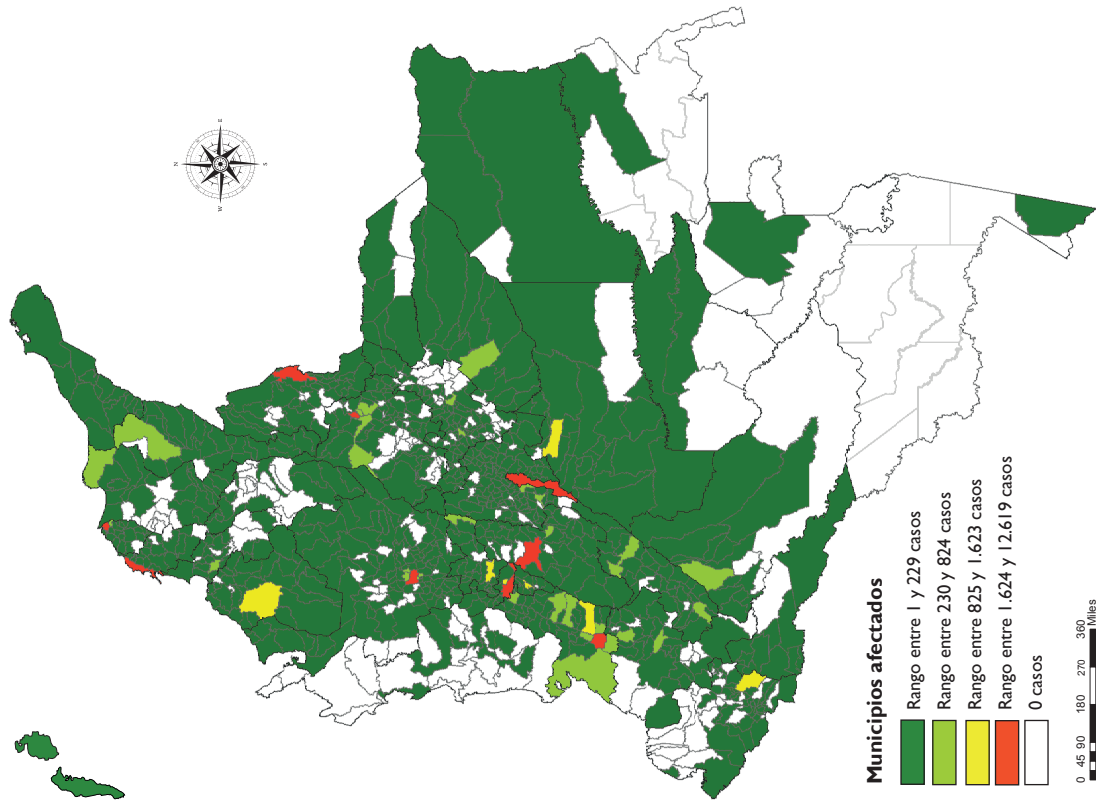 N
W
E
S
Municipios afectados
Rango entre 1 y 229 casos
Rango entre 230 y 824 casos
Rango entre 825 y 1.623 casos
Rango entre 1.624 y 12.619 casos
0 casos
0 45 90 180 270 360
Miles